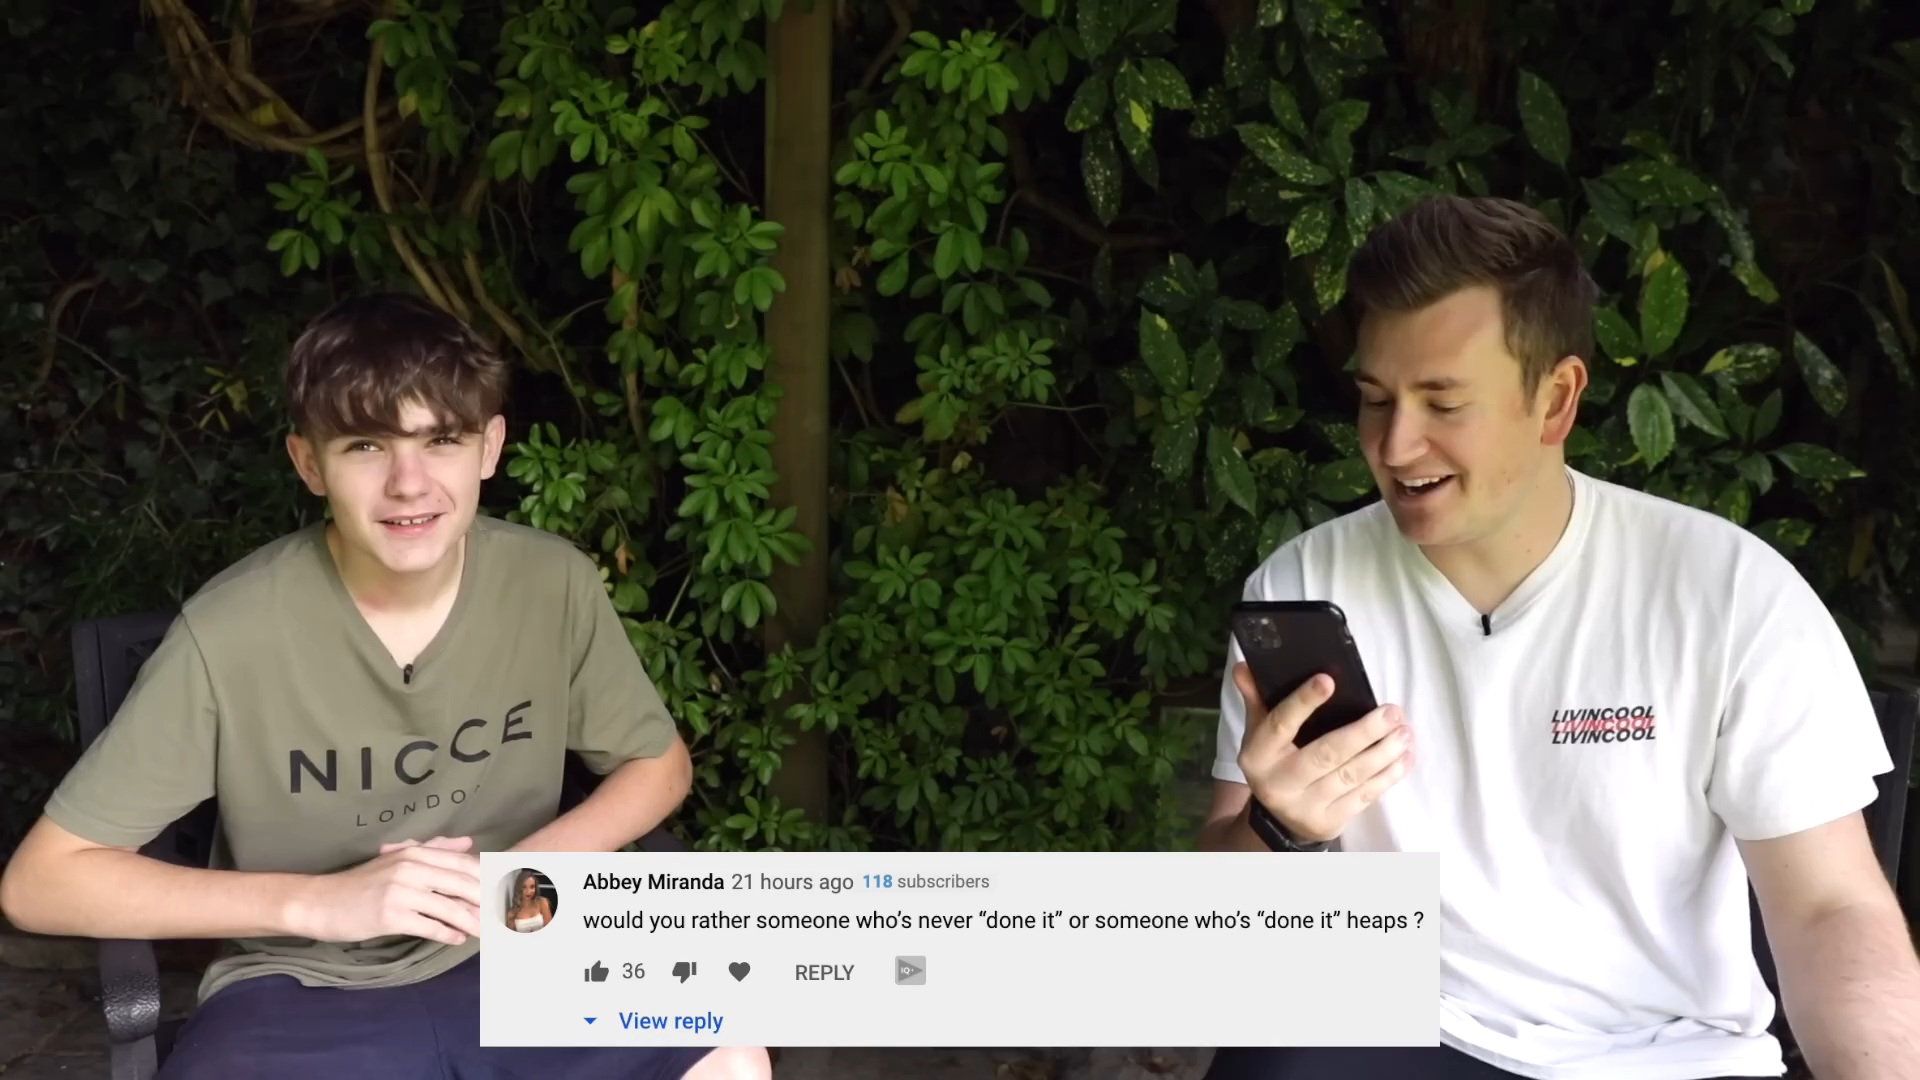 NICCE
LONDO
LIVINCOOL
LIVINCOOL
LIVINCOOL
Abbey Miranda 21 hours ago 118 subscribers
would you rather someone who’s never “done it” or someone who’s “done it” heaps ?
36 REPLY IQ+
View reply